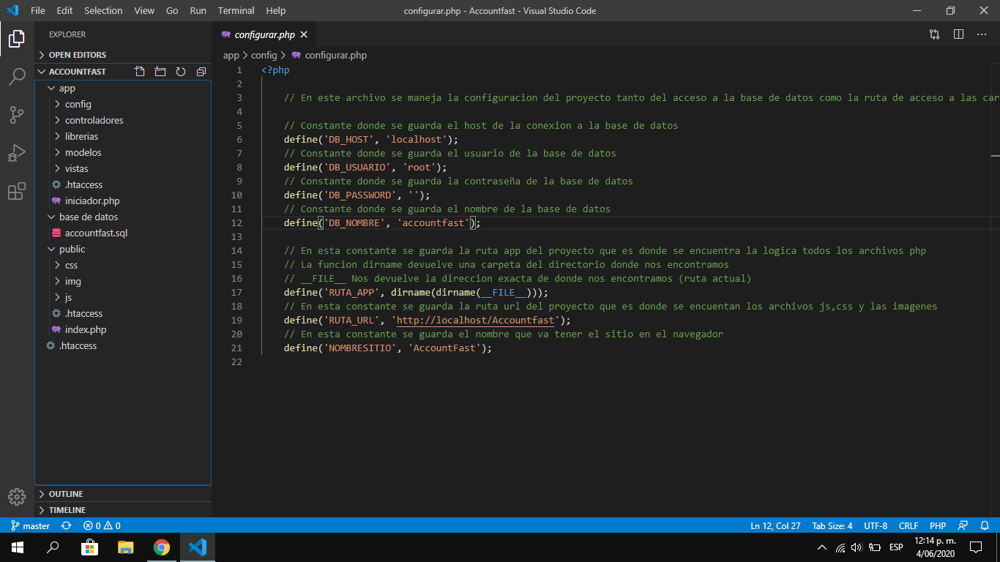 File Edit Selection View Go Run Terminal Help configurar.php - Accountfast - Visual Studio Code
EXPLORER
OPEN EDITORS
ACCOUNTFAST
app
config
controladores
librerias
modelos
vistas
.htaccess
iniciador.php
base de datos
accountfast.sql
public
css
img
js
.htaccess
index.php
.htaccess
OUTLINE
TIMELINE
configurar.php
app > config > configurar.php
1 <?php
2
3 // En este archivo se maneja la configuracion del proyecto tanto del acceso a la base de datos como la ruta de acceso a las car
4
5 // Constante donde se guarda el host de la conexion a la base de datos
6 define('DB_HOST', 'localhost');
7 // Constante donde se guarda el usuario de la base de datos
8 define('DB_USUARIO', 'root');
9 // Constante donde se guarda la contraseña de la base de datos
10 define('DB_PASSWORD', '');
11 // Constante donde se guarda el nombre de la base de datos
12 define('DB_NOMBRE', 'accountfast');
13
14 // En esta constante se guarda la ruta app del proyecto que es donde se encuentra la logica todos los archivos php
15 // La funcion dirname devuelve una carpeta del directorio donde nos encontramos
16 // __FILE__ Nos devuelve la direccion exacta de donde nos encontramos (ruta actual)
17 define('RUTA_APP', dirname(dirname(__FILE__)));
18 // En esta constante se guarda la ruta url del proyecto que es donde se encuentan los archivos js,css y las imagenes
19 define('RUTA_URL', 'http://localhost/Accountfast');
20 // En esta constante se guarda el nombre que va tener el sitio en el navegador
21 define('NOMBRESITIO', 'AccountFast');
22
master 0 0 Ln 12, Col 27 Tab Size: 4 UTF-8 CRLF PHP
ESP 12:14 p. m.
4/06/2020